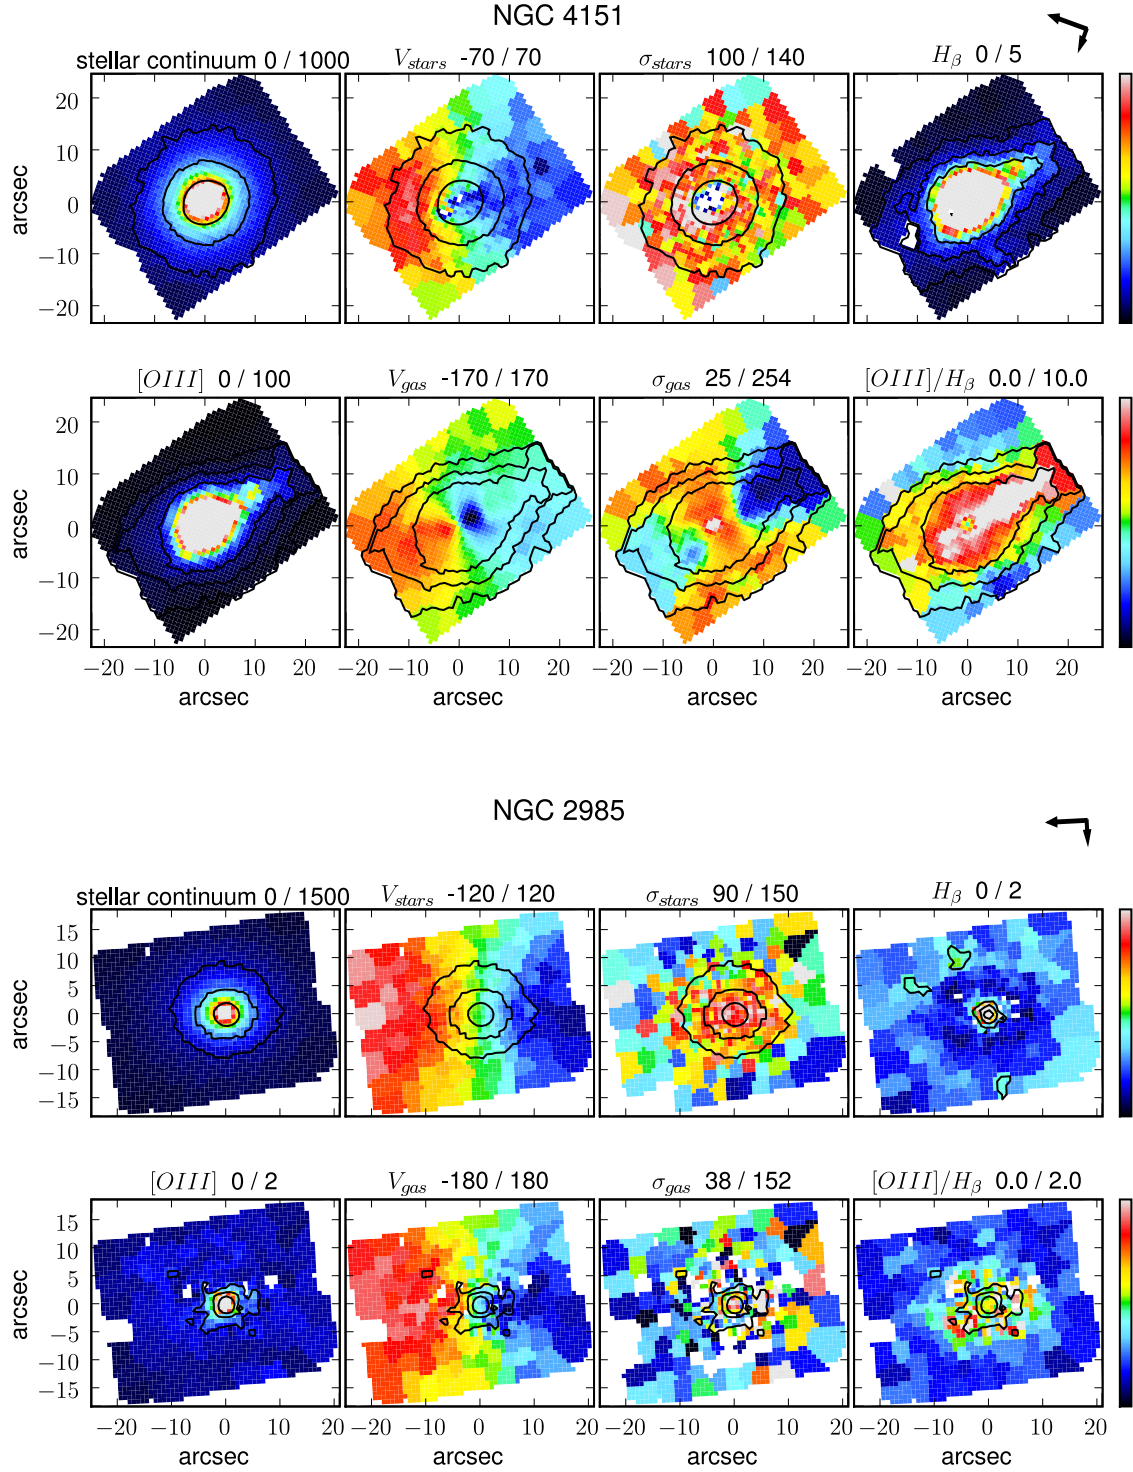 NGC 4151
stellar continuum 0 / 1000
V_stars -70 / 70
σ_stars 100 / 140
H_β 0 / 5
arcsec
20
10
0
−10
−20
[OIII] 0 / 100
V_gas -170 / 170
σ_gas 25 / 254
[OIII]/H_β 0.0 / 10.0
arcsec
20
10
0
−10
−20
−20 −10 0 10 20 −20 −10 0 10 20 −20 −10 0 10 20 −20 −10 0 10 20
arcsec arcsec arcsec arcsec
NGC 2985
stellar continuum 0 / 1500
V_stars -120 / 120
σ_stars 90 / 150
H_β 0 / 2
arcsec
15
10
5
0
−5
−10
−15
[OIII] 0 / 2
V_gas -180 / 180
σ_gas 38 / 152
[OIII]/H_β 0.0 / 2.0
arcsec
15
10
5
0
−5
−10
−15
−20 −10 0 10 20 −20 −10 0 10 20 −20 −10 0 10 20 −20 −10 0 10 20
arcsec arcsec arcsec arcsec